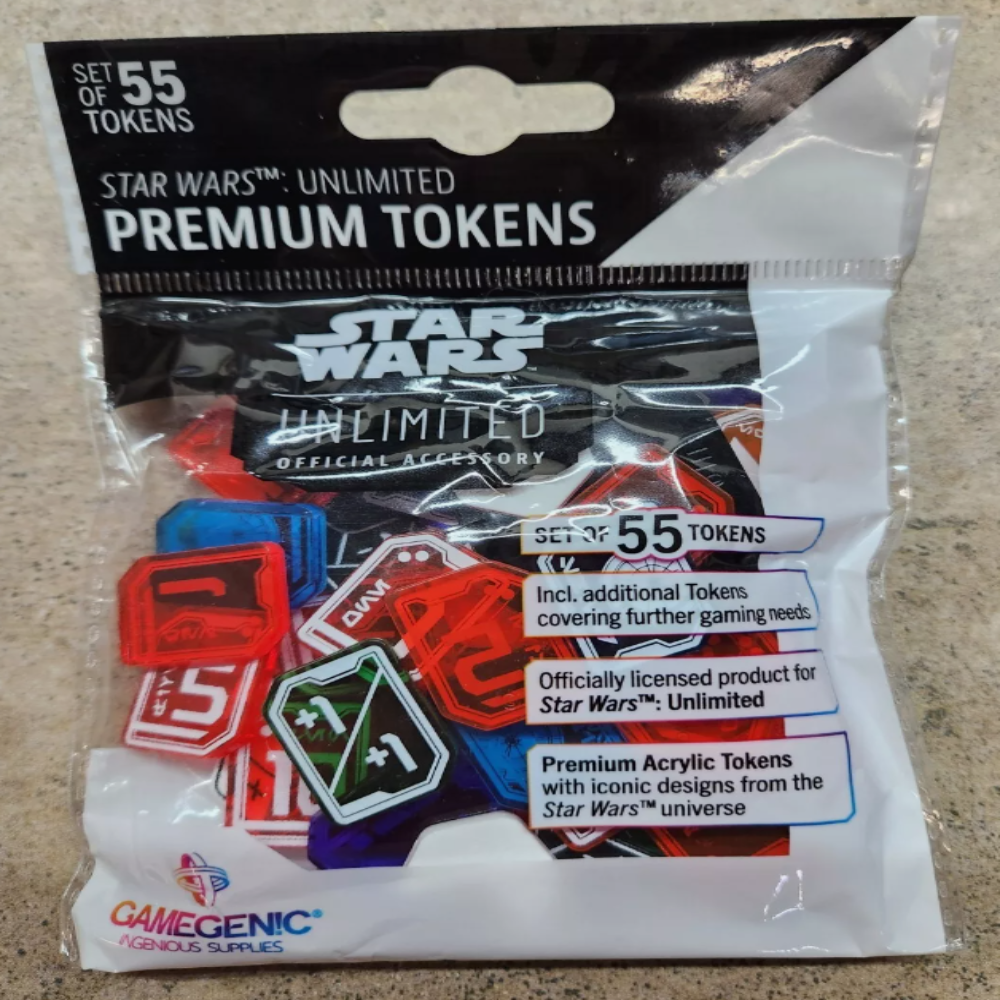 SET
OF 55
TOKENS
STAR WARS™: UNLIMITED
PREMIUM TOKENS
STAR
WARS
UNLIMITED
OFFICIAL ACCESSORY
SET OF 55 TOKENS
Incl. additional Tokens
covering further gaming needs
Officially licensed product for
Star Wars™: Unlimited
Premium Acrylic Tokens
with iconic designs from the
Star Wars™ universe
5
+1
+1
GAMEGEN!C®
INGENIOUS SUPPLIES